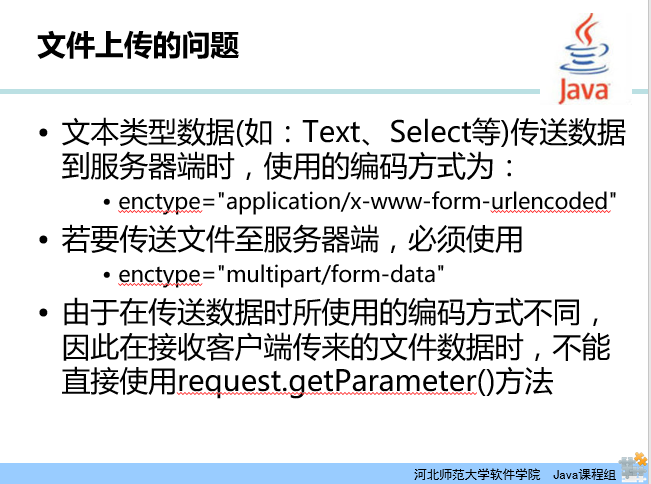 文件上传的问题
Java
• 文本类型数据(如：Text、Select等)传送数据
到服务器端时，使用的编码方式为：
• enctype="application/x-www-form-urlencoded"
• 若要传送文件至服务器端，必须使用
• enctype="multipart/form-data"
• 由于在传送数据时所使用的编码方式不同，
因此在接收客户端传来的文件数据时，不能
直接使用request.getParameter()方法
河北师范大学软件学院 Java课程组